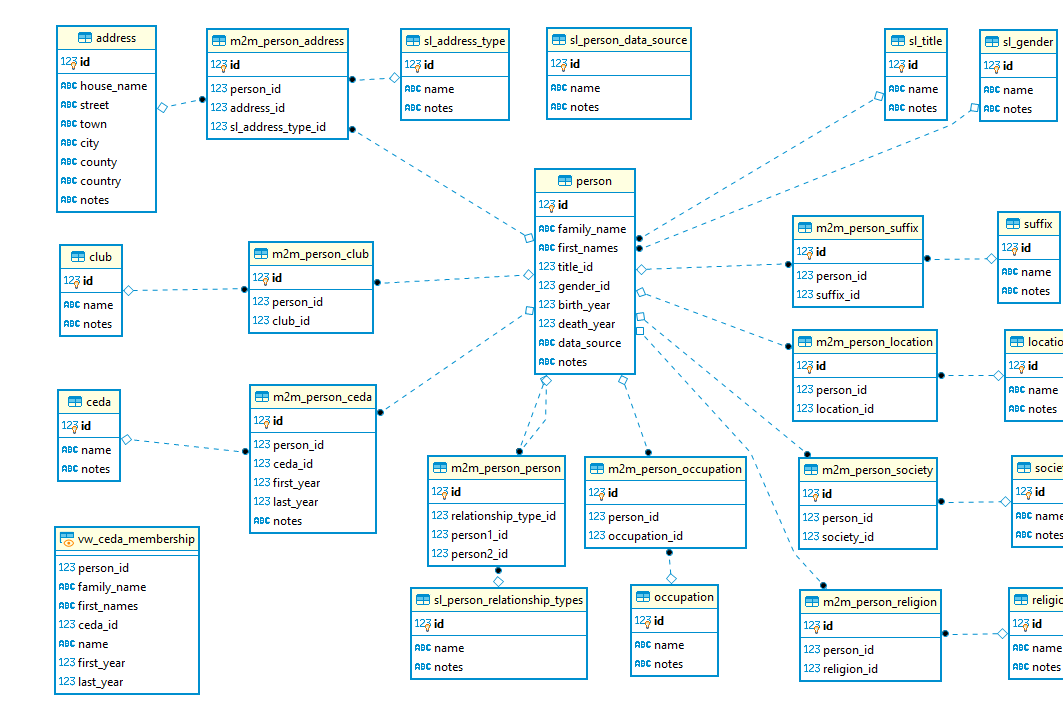 address
123 id
ABC house_name
ABC street
ABC town
ABC city
ABC county
ABC country
ABC notes
m2m_person_address
123 id
123 person_id
123 address_id
123 sl_address_type_id
sl_address_type
123 id
ABC name
ABC notes
sl_person_data_source
123 id
ABC name
ABC notes
sl_title
123 id
ABC name
ABC notes
sl_gender
123 id
ABC name
ABC notes
person
123 id
ABC family_name
ABC first_names
123 title_id
123 gender_id
123 birth_year
123 death_year
ABC data_source
ABC notes
club
123 id
ABC name
ABC notes
m2m_person_club
123 id
123 person_id
123 club_id
m2m_person_suffix
123 id
123 person_id
123 suffix_id
suffix
123 id
ABC name
ABC notes
m2m_person_location
123 id
123 person_id
123 location_id
locatio
123 id
ABC name
ABC notes
ceda
123 id
ABC name
ABC notes
m2m_person_ceda
123 id
123 person_id
123 ceda_id
123 first_year
123 last_year
ABC notes
m2m_person_person
123 id
123 relationship_type_id
123 person1_id
123 person2_id
m2m_person_occupation
123 id
123 person_id
123 occupation_id
m2m_person_society
123 id
123 person_id
123 society_id
societ
123 id
ABC name
ABC notes
vw_ceda_membership
123 person_id
ABC family_name
ABC first_names
123 ceda_id
ABC name
123 first_year
123 last_year
sl_person_relationship_types
123 id
ABC name
ABC notes
occupation
123 id
ABC name
ABC notes
m2m_person_religion
123 id
123 person_id
123 religion_id
religio
123 id
ABC name
ABC notes